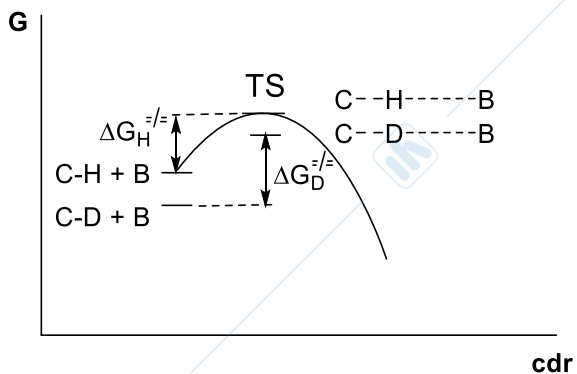 G
TS
C--H------B
ΔG_H^≠
C--D------B
C-H + B
ΔG_D^≠
C-D + B
cdr